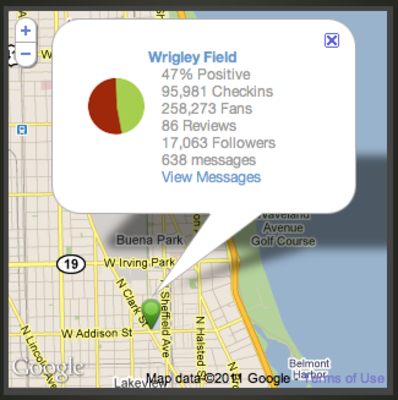 +
−
Wrigley Field
47% Positive
95,981 Checkins
258,273 Fans
86 Reviews
17,063 Followers
638 messages
View Messages
Waveland
Avenue
Golf Course
Buena Park
19
W Irving Park
N Clark St
N Sheffield Ave
N Halsted St
W Addison St
N Lincoln Ave
Belmont
Harbor
Google
Lakeview
Map data ©2011 Google - Terms of Use